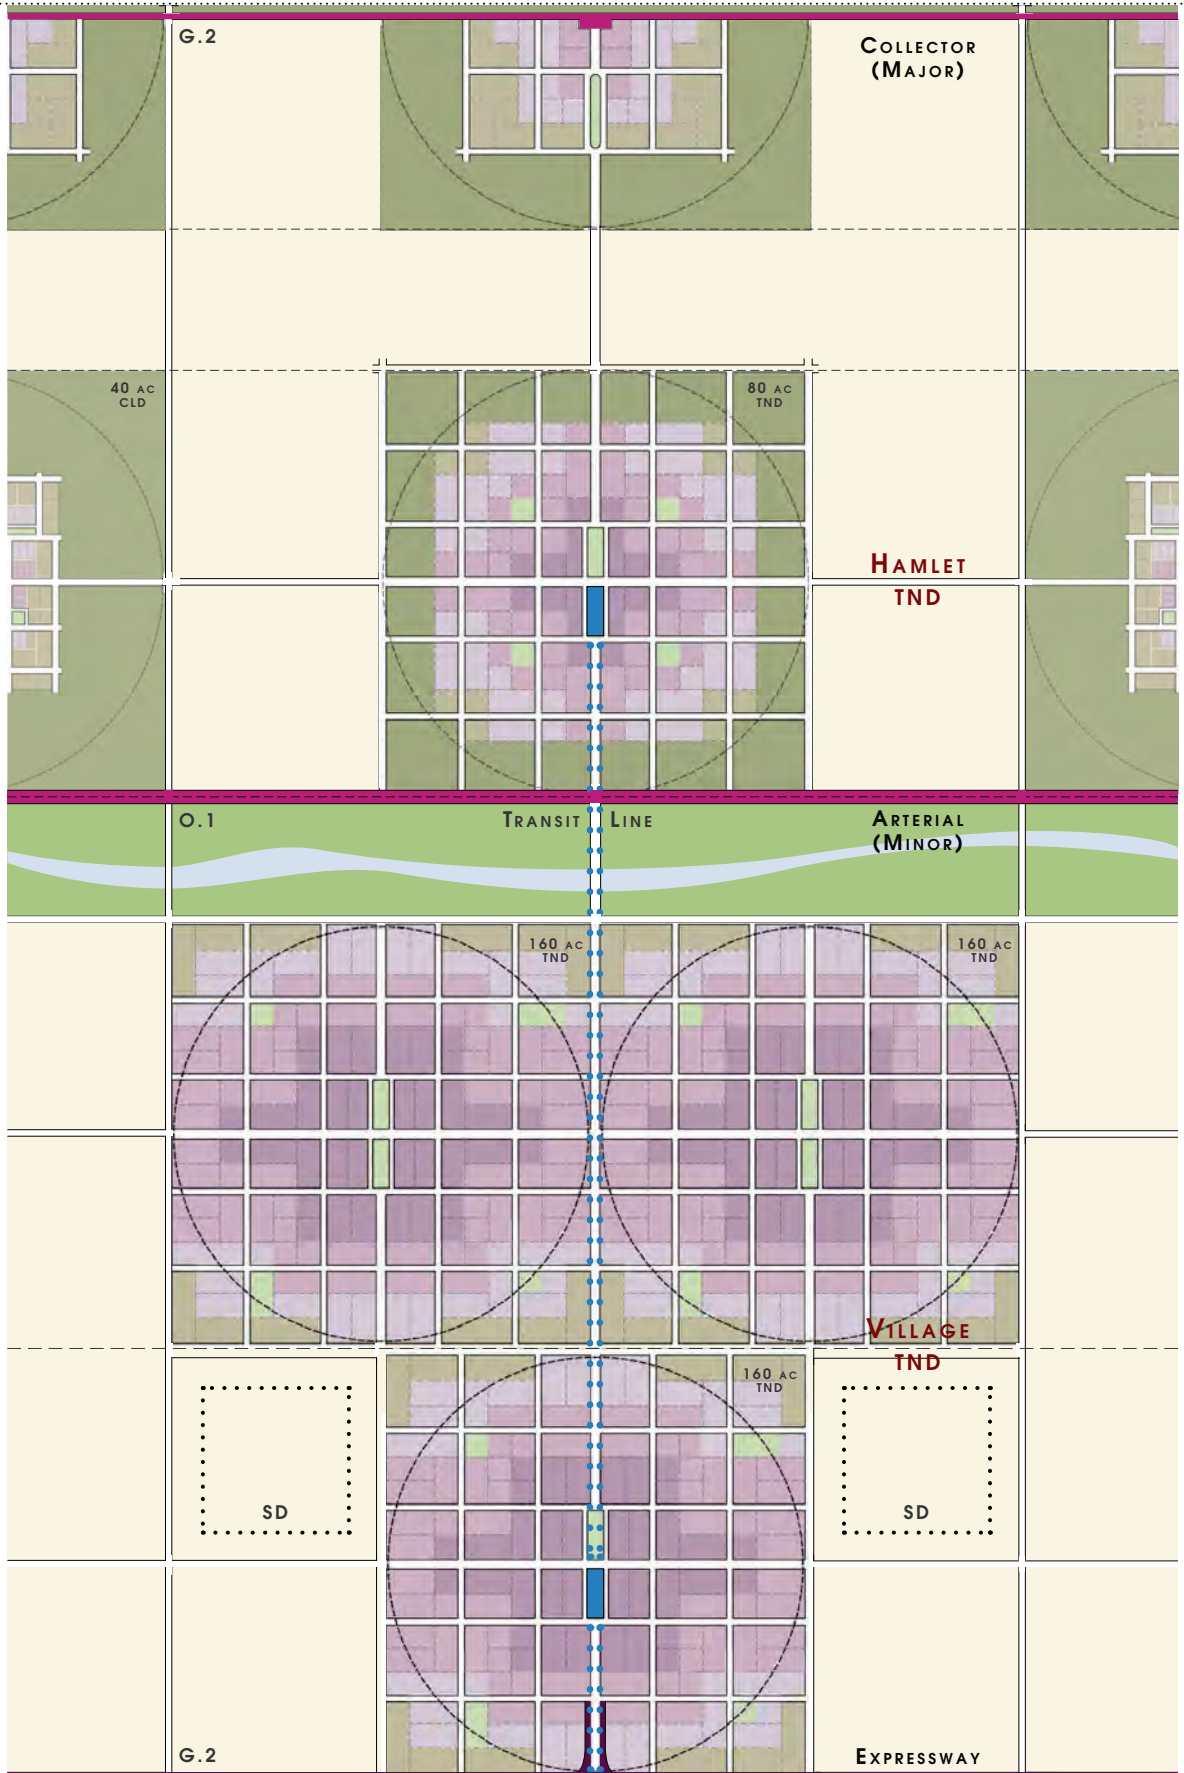 G.2
COLLECTOR
(MAJOR)
40 AC
CLD
80 AC
TND
HAMLET
TND
O.1
TRANSIT LINE
ARTERIAL
(MINOR)
160 AC
TND
160 AC
TND
VILLAGE
TND
160 AC
TND
SD
SD
G.2
EXPRESSWAY